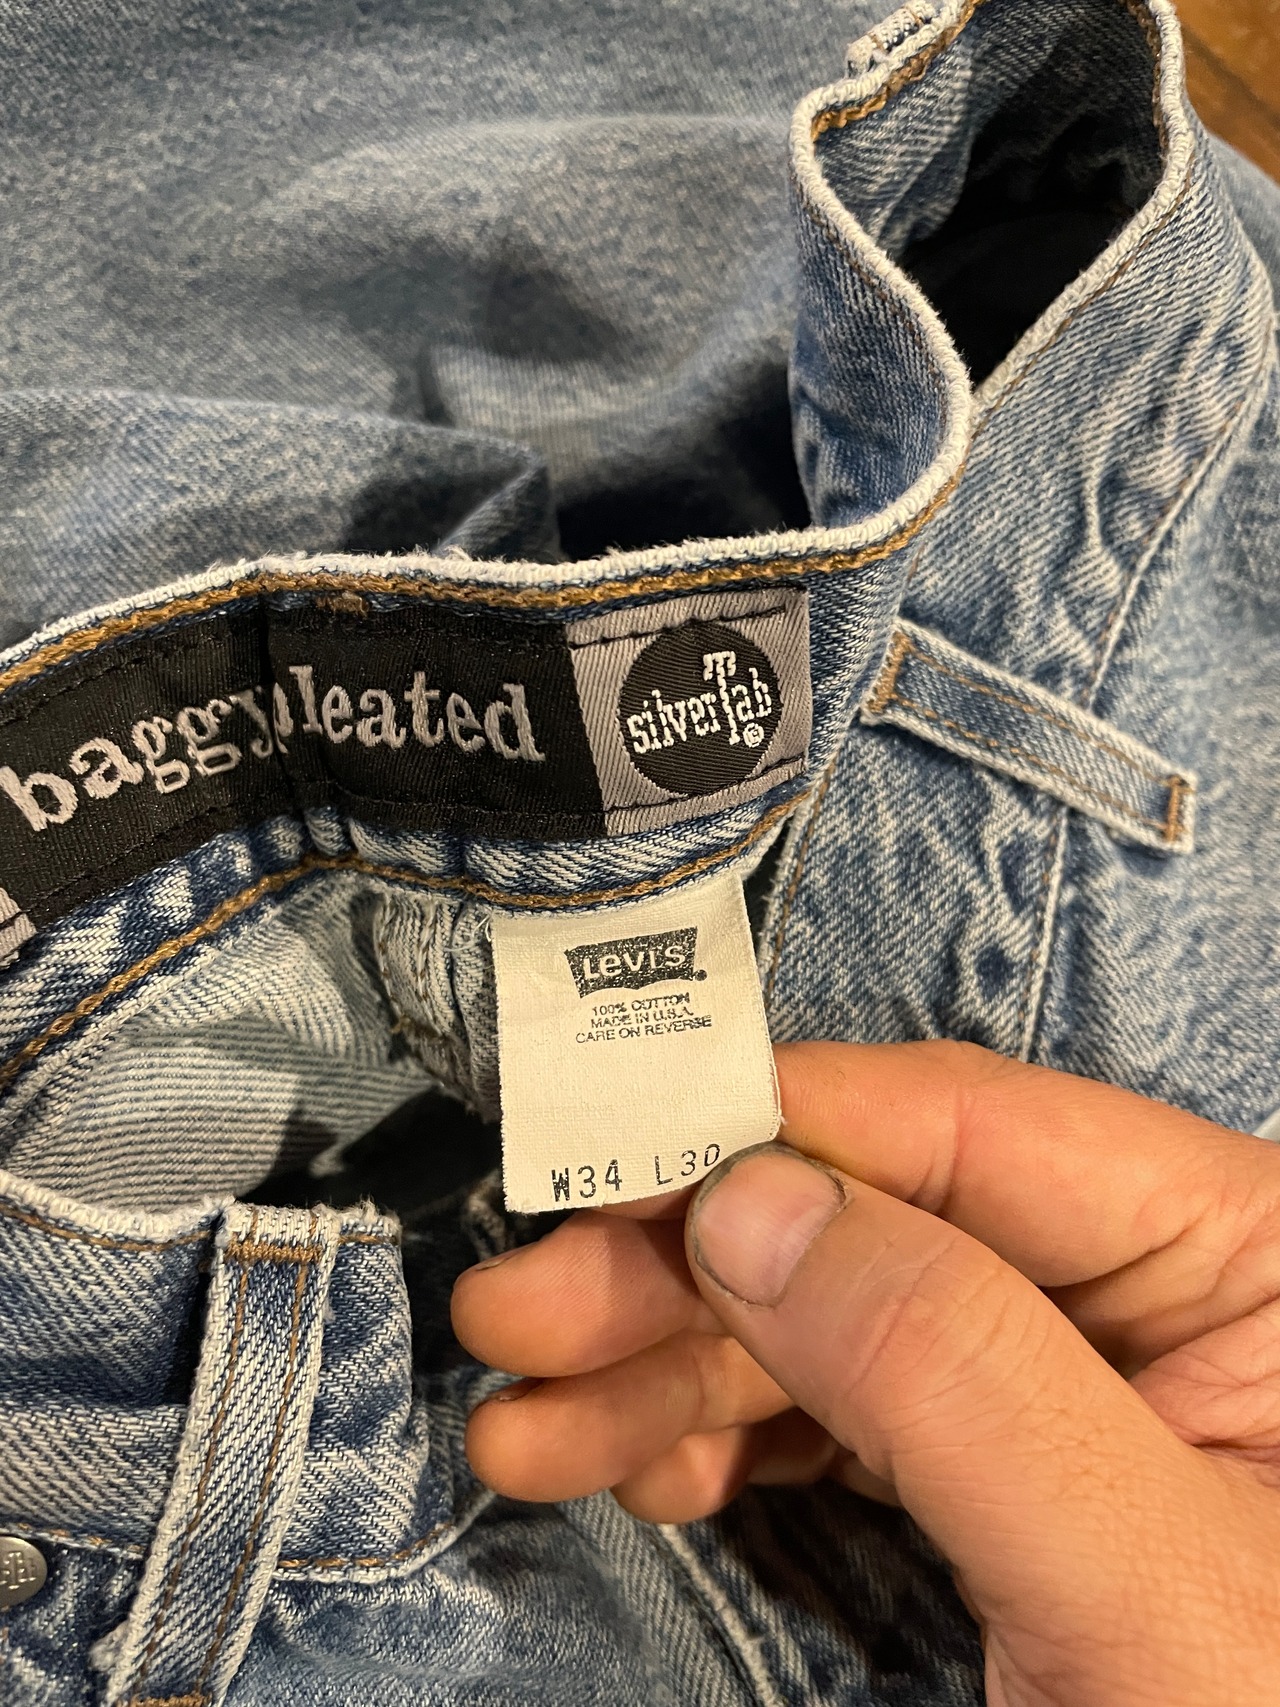 baggy pleated
silverTab
®
LEVI'S
100% COTTON
MADE IN U.S.A.
CARE ON REVERSE
W34 L30